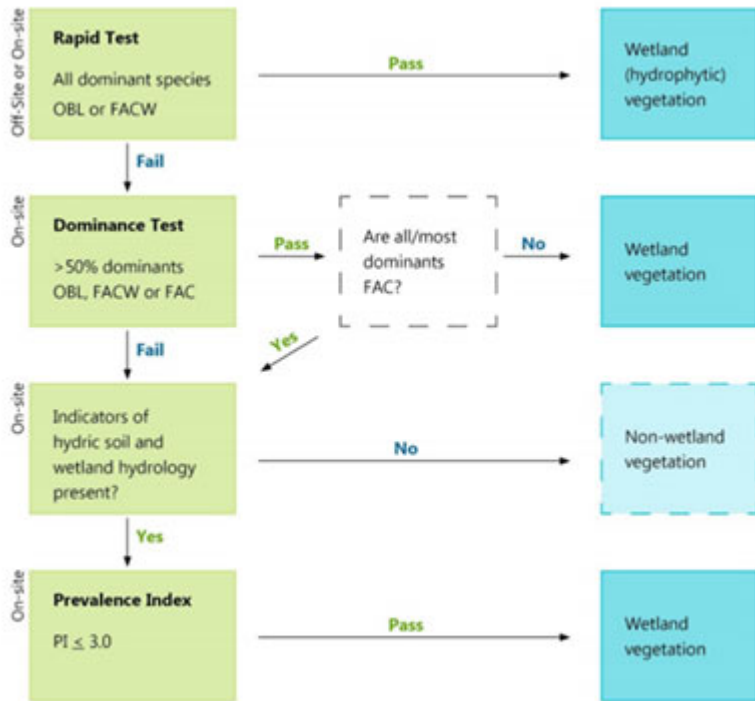 Off-Site or On-site
Rapid Test
All dominant species
OBL or FACW
Pass
Wetland
(hydrophytic)
vegetation
Fail
On-site
Dominance Test
>50% dominants
OBL, FACW or FAC
Pass
Are all/most
dominants
FAC?
No
Wetland
vegetation
Yes
Fail
On-site
Indicators of
hydric soil and
wetland hydrology
present?
No
Non-wetland
vegetation
Yes
On-site
Prevalence Index
PI ≤ 3.0
Pass
Wetland
vegetation